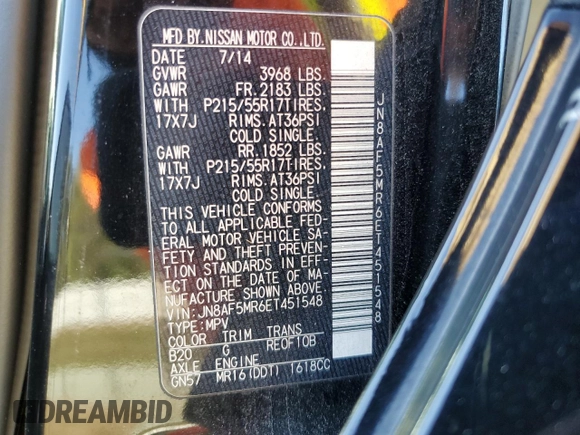 MFD BY.NISSAN MOTOR CO.,LTD.
DATE 7/14
GVWR 3968 LBS.
GAWR FR.2183 LBS.
WITH P215/55R17TIRES.
17X7J RIMS.AT36PSI
COLD SINGLE.
GAWR RR.1852 LBS.
WITH P215/55R17TIRES.
17X7J RIMS.AT36PSI
COLD SINGLE.
THIS VEHICLE CONFORMS
TO ALL APPLICABLE FED-
ERAL MOTOR VEHICLE SA-
FETY AND THEFT PREVEN-
TION STANDARDS IN EFF-
ECT ON THE DATE OF MA-
NUFACTURE SHOWN ABOVE.
VIN:JN8AF5MR6ET451548
TYPE:MPV
COLOR TRIM TRANS
B20 G RE0F10B
AXLE ENGINE
GN57 MR16(DDT) 1618CC
JN8AF5MR6ET451548
DREAMBID